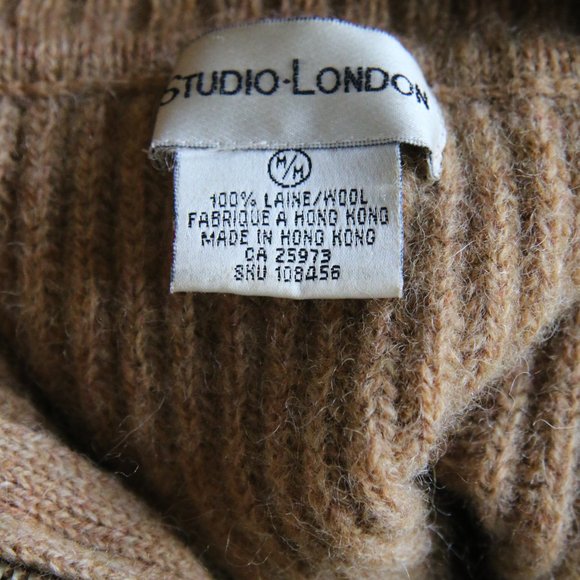 STUDIO·LONDON
M/M
100% LAINE/WOOL
FABRIQUE A HONG KONG
MADE IN HONG KONG
CA 25973
SKU 108456